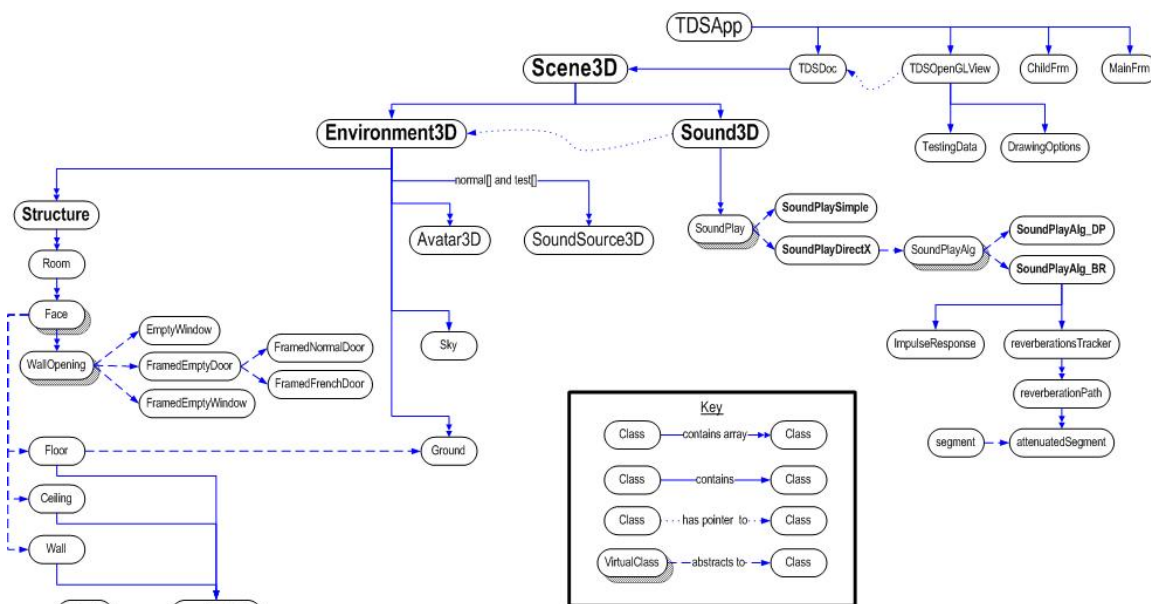 TDSApp
Scene3D
TDSDoc
TDSOpenGLView
ChildFrm
MainFrm
Environment3D
Sound3D
TestingData
DrawingOptions
normal[] and test[]
Structure
Avatar3D
SoundSource3D
SoundPlay
SoundPlaySimple
SoundPlayDirectX
SoundPlayAlg
SoundPlayAlg_DP
SoundPlayAlg_BR
Room
Face
EmptyWindow
WallOpening
FramedEmptyDoor
FramedNormalDoor
FramedFrenchDoor
FramedEmptyWindow
Sky
ImpulseResponse
reverberationsTracker
reverberationPath
segment
attenuatedSegment
Floor
Ground
Ceiling
Wall
Key
Class contains array Class
Class contains Class
Class has pointer to Class
VirtualClass abstracts to Class